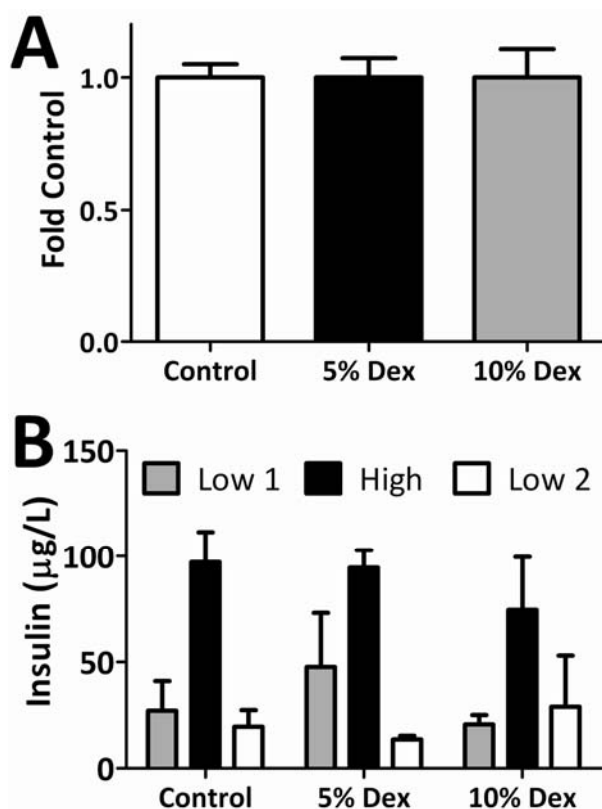 A
Fold Control
1.0
0.5
0.0
Control 5% Dex 10% Dex
B
Insulin (μg/L)
150
100
50
0
Low 1 High Low 2
Control 5% Dex 10% Dex